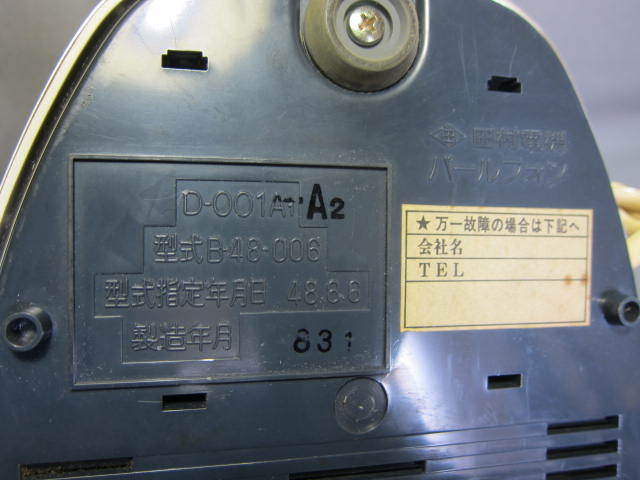 田村電機
パールフォン
D-001A1 A2
型式B-48-006
型式指定年月日 48.8.6
製造年月 831
★万一故障の場合は下記へ
会社名
TEL